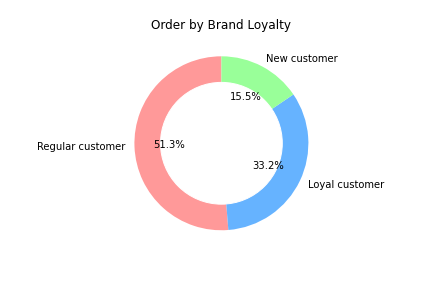 Order by Brand Loyalty
New customer
15.5%
Regular customer
51.3%
33.2%
Loyal customer